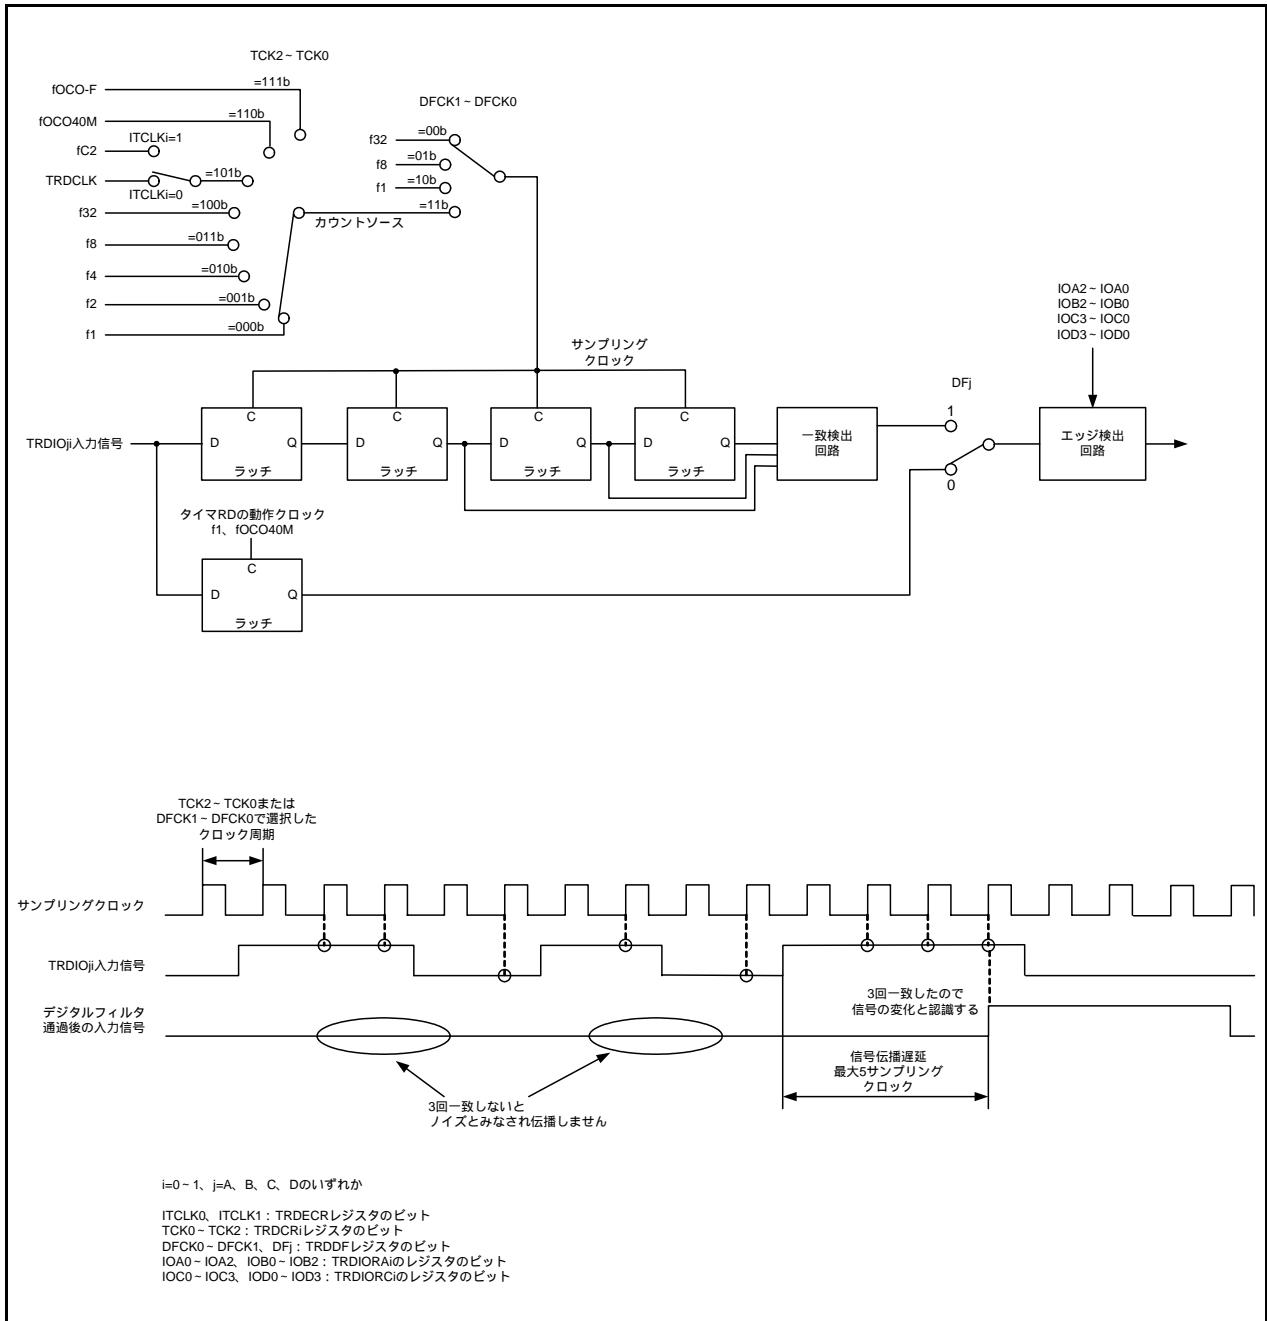 TCK2~TCK0
fOCO-F
=111b
fOCO40M
=110b
fC2
ITCLKi=1
TRDCLK
=101b
ITCLKi=0
f32
=100b
f8
=011b
f4
=010b
f2
=001b
f1
=000b
カウントソース
DFCK1~DFCK0
f32
=00b
f8
=01b
f1
=10b
=11b
サンプリング
クロック
IOA2~IOA0
IOB2~IOB0
IOC3~IOC0
IOD3~IOD0
DFj
1
0
TRDIOji入力信号
C
D
Q
ラッチ
C
D
Q
ラッチ
C
D
Q
ラッチ
C
D
Q
ラッチ
一致検出
回路
エッジ検出
回路
タイマRDの動作クロック
f1、fOCO40M
C
D
Q
ラッチ
TCK2~TCK0または
DFCK1~DFCK0で選択した
クロック周期
サンプリングクロック
TRDIOji入力信号
デジタルフィルタ
通過後の入力信号
3回一致したので
信号の変化と認識する
信号伝播遅延
最大5サンプリング
クロック
3回一致しないと
ノイズとみなされ伝播しません
i=0~1、j=A、B、C、Dのいずれか
ITCLK0、ITCLK1:TRDECRレジスタのビット
TCK0~TCK2:TRDCRiレジスタのビット
DFCK0~DFCK1、DFj:TRDDFレジスタのビット
IOA0~IOA2、IOB0~IOB2:TRDIORAiのレジスタのビット
IOC0~IOC3、IOD0~IOD3:TRDIORCiのレジスタのビット